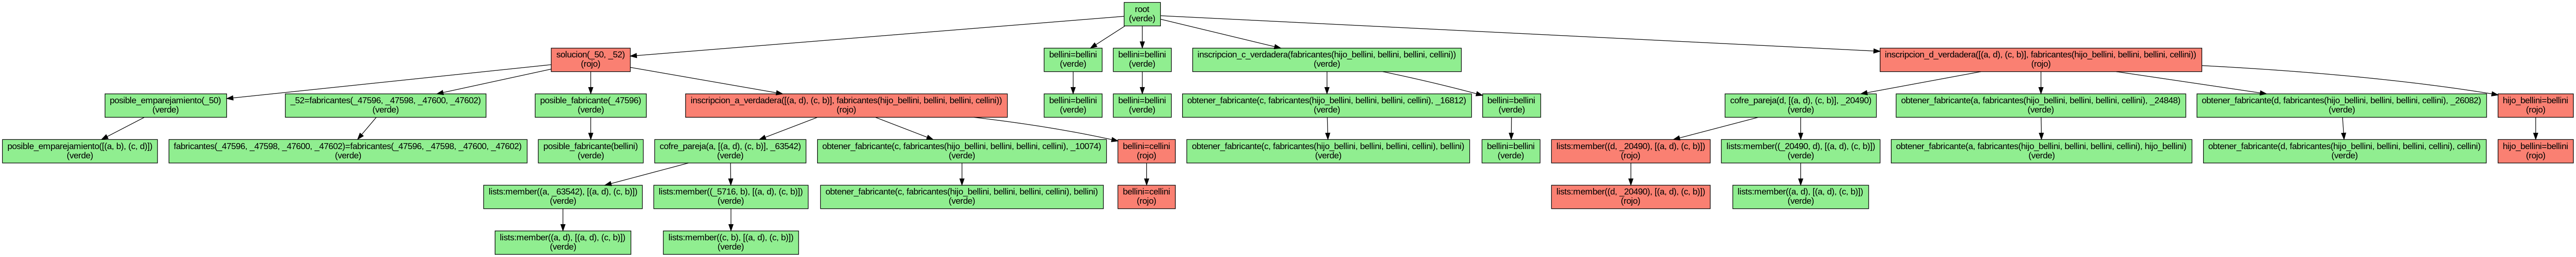 root
(verde)
solucion(_50, _52)
(rojo)
bellini=bellini
(verde)
bellini=bellini
(verde)
inscripcion_c_verdadera(fabricantes(hijo_bellini, bellini, bellini, cellini))
(verde)
inscripcion_d_verdadera([(a, d), (c, b)], fabricantes(hijo_bellini, bellini, bellini, cellini))
(rojo)
posible_emparejamiento(_50)
(verde)
_52=fabricantes(_47596, _47598, _47600, _47602)
(verde)
posible_fabricante(_47596)
(verde)
inscripcion_a_verdadera([(a, d), (c, b)], fabricantes(hijo_bellini, bellini, bellini, cellini))
(rojo)
bellini=bellini
(verde)
bellini=bellini
(verde)
obtener_fabricante(c, fabricantes(hijo_bellini, bellini, bellini, cellini), _16812)
(verde)
bellini=bellini
(verde)
cofre_pareja(d, [(a, d), (c, b)], _20490)
(verde)
obtener_fabricante(a, fabricantes(hijo_bellini, bellini, bellini, cellini), _24848)
(verde)
obtener_fabricante(d, fabricantes(hijo_bellini, bellini, bellini, cellini), _26082)
(verde)
hijo_bellini=bellini
(rojo)
posible_emparejamiento([(a, b), (c, d)])
(verde)
fabricantes(_47596, _47598, _47600, _47602)=fabricantes(_47596, _47598, _47600, _47602)
(verde)
posible_fabricante(bellini)
(verde)
cofre_pareja(a, [(a, d), (c, b)], _63542)
(verde)
obtener_fabricante(c, fabricantes(hijo_bellini, bellini, bellini, cellini), _10074)
(verde)
bellini=cellini
(rojo)
obtener_fabricante(c, fabricantes(hijo_bellini, bellini, bellini, cellini), bellini)
(verde)
bellini=bellini
(verde)
lists:member((d, _20490), [(a, d), (c, b)])
(rojo)
lists:member((_20490, d), [(a, d), (c, b)])
(verde)
obtener_fabricante(a, fabricantes(hijo_bellini, bellini, bellini, cellini), hijo_bellini)
(verde)
obtener_fabricante(d, fabricantes(hijo_bellini, bellini, bellini, cellini), cellini)
(verde)
hijo_bellini=bellini
(rojo)
lists:member((a, _63542), [(a, d), (c, b)])
(verde)
lists:member((_5716, b), [(a, d), (c, b)])
(verde)
obtener_fabricante(c, fabricantes(hijo_bellini, bellini, bellini, cellini), bellini)
(verde)
bellini=cellini
(rojo)
lists:member((d, _20490), [(a, d), (c, b)])
(rojo)
lists:member((a, d), [(a, d), (c, b)])
(verde)
lists:member((a, d), [(a, d), (c, b)])
(verde)
lists:member((c, b), [(a, d), (c, b)])
(verde)